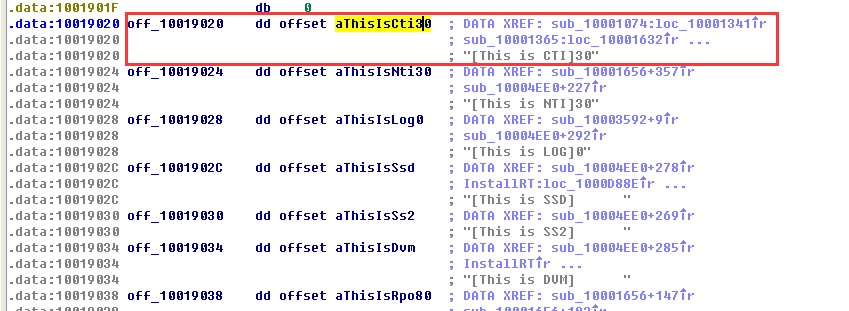 .data:1001901F db 0
.data:10019020 off_10019020 dd offset aThisIsCti30 ; DATA XREF: sub_10001074:loc_10001341↑r
.data:10019020 ; sub_10001365:loc_10001632↑r ...
.data:10019020 ; "[This is CTI]30"
.data:10019024 off_10019024 dd offset aThisIsNti30 ; DATA XREF: sub_10001656+357↑r
.data:10019024 ; sub_10004EE0+227↑r
.data:10019024 ; "[This is NTI]30"
.data:10019028 off_10019028 dd offset aThisIsLog0 ; DATA XREF: sub_10003592+9↑r
.data:10019028 ; sub_10004EE0+292↑r
.data:10019028 ; "[This is LOG]0"
.data:1001902C off_1001902C dd offset aThisIsSsd ; DATA XREF: sub_10004EE0+278↑r
.data:1001902C ; InstallRT:loc_1000D88E↑r ...
.data:1001902C ; "[This is SSD] "
.data:10019030 off_10019030 dd offset aThisIsSs2 ; DATA XREF: sub_10004EE0+269↑r
.data:10019030 ; "[This is SS2] "
.data:10019034 off_10019034 dd offset aThisIsDvm ; DATA XREF: sub_10004EE0+285↑r
.data:10019034 ; InstallRT↑r ...
.data:10019034 ; "[This is DVM] "
.data:10019038 off_10019038 dd offset aThisIsRpo80 ; DATA XREF: sub_10001656+147↑r